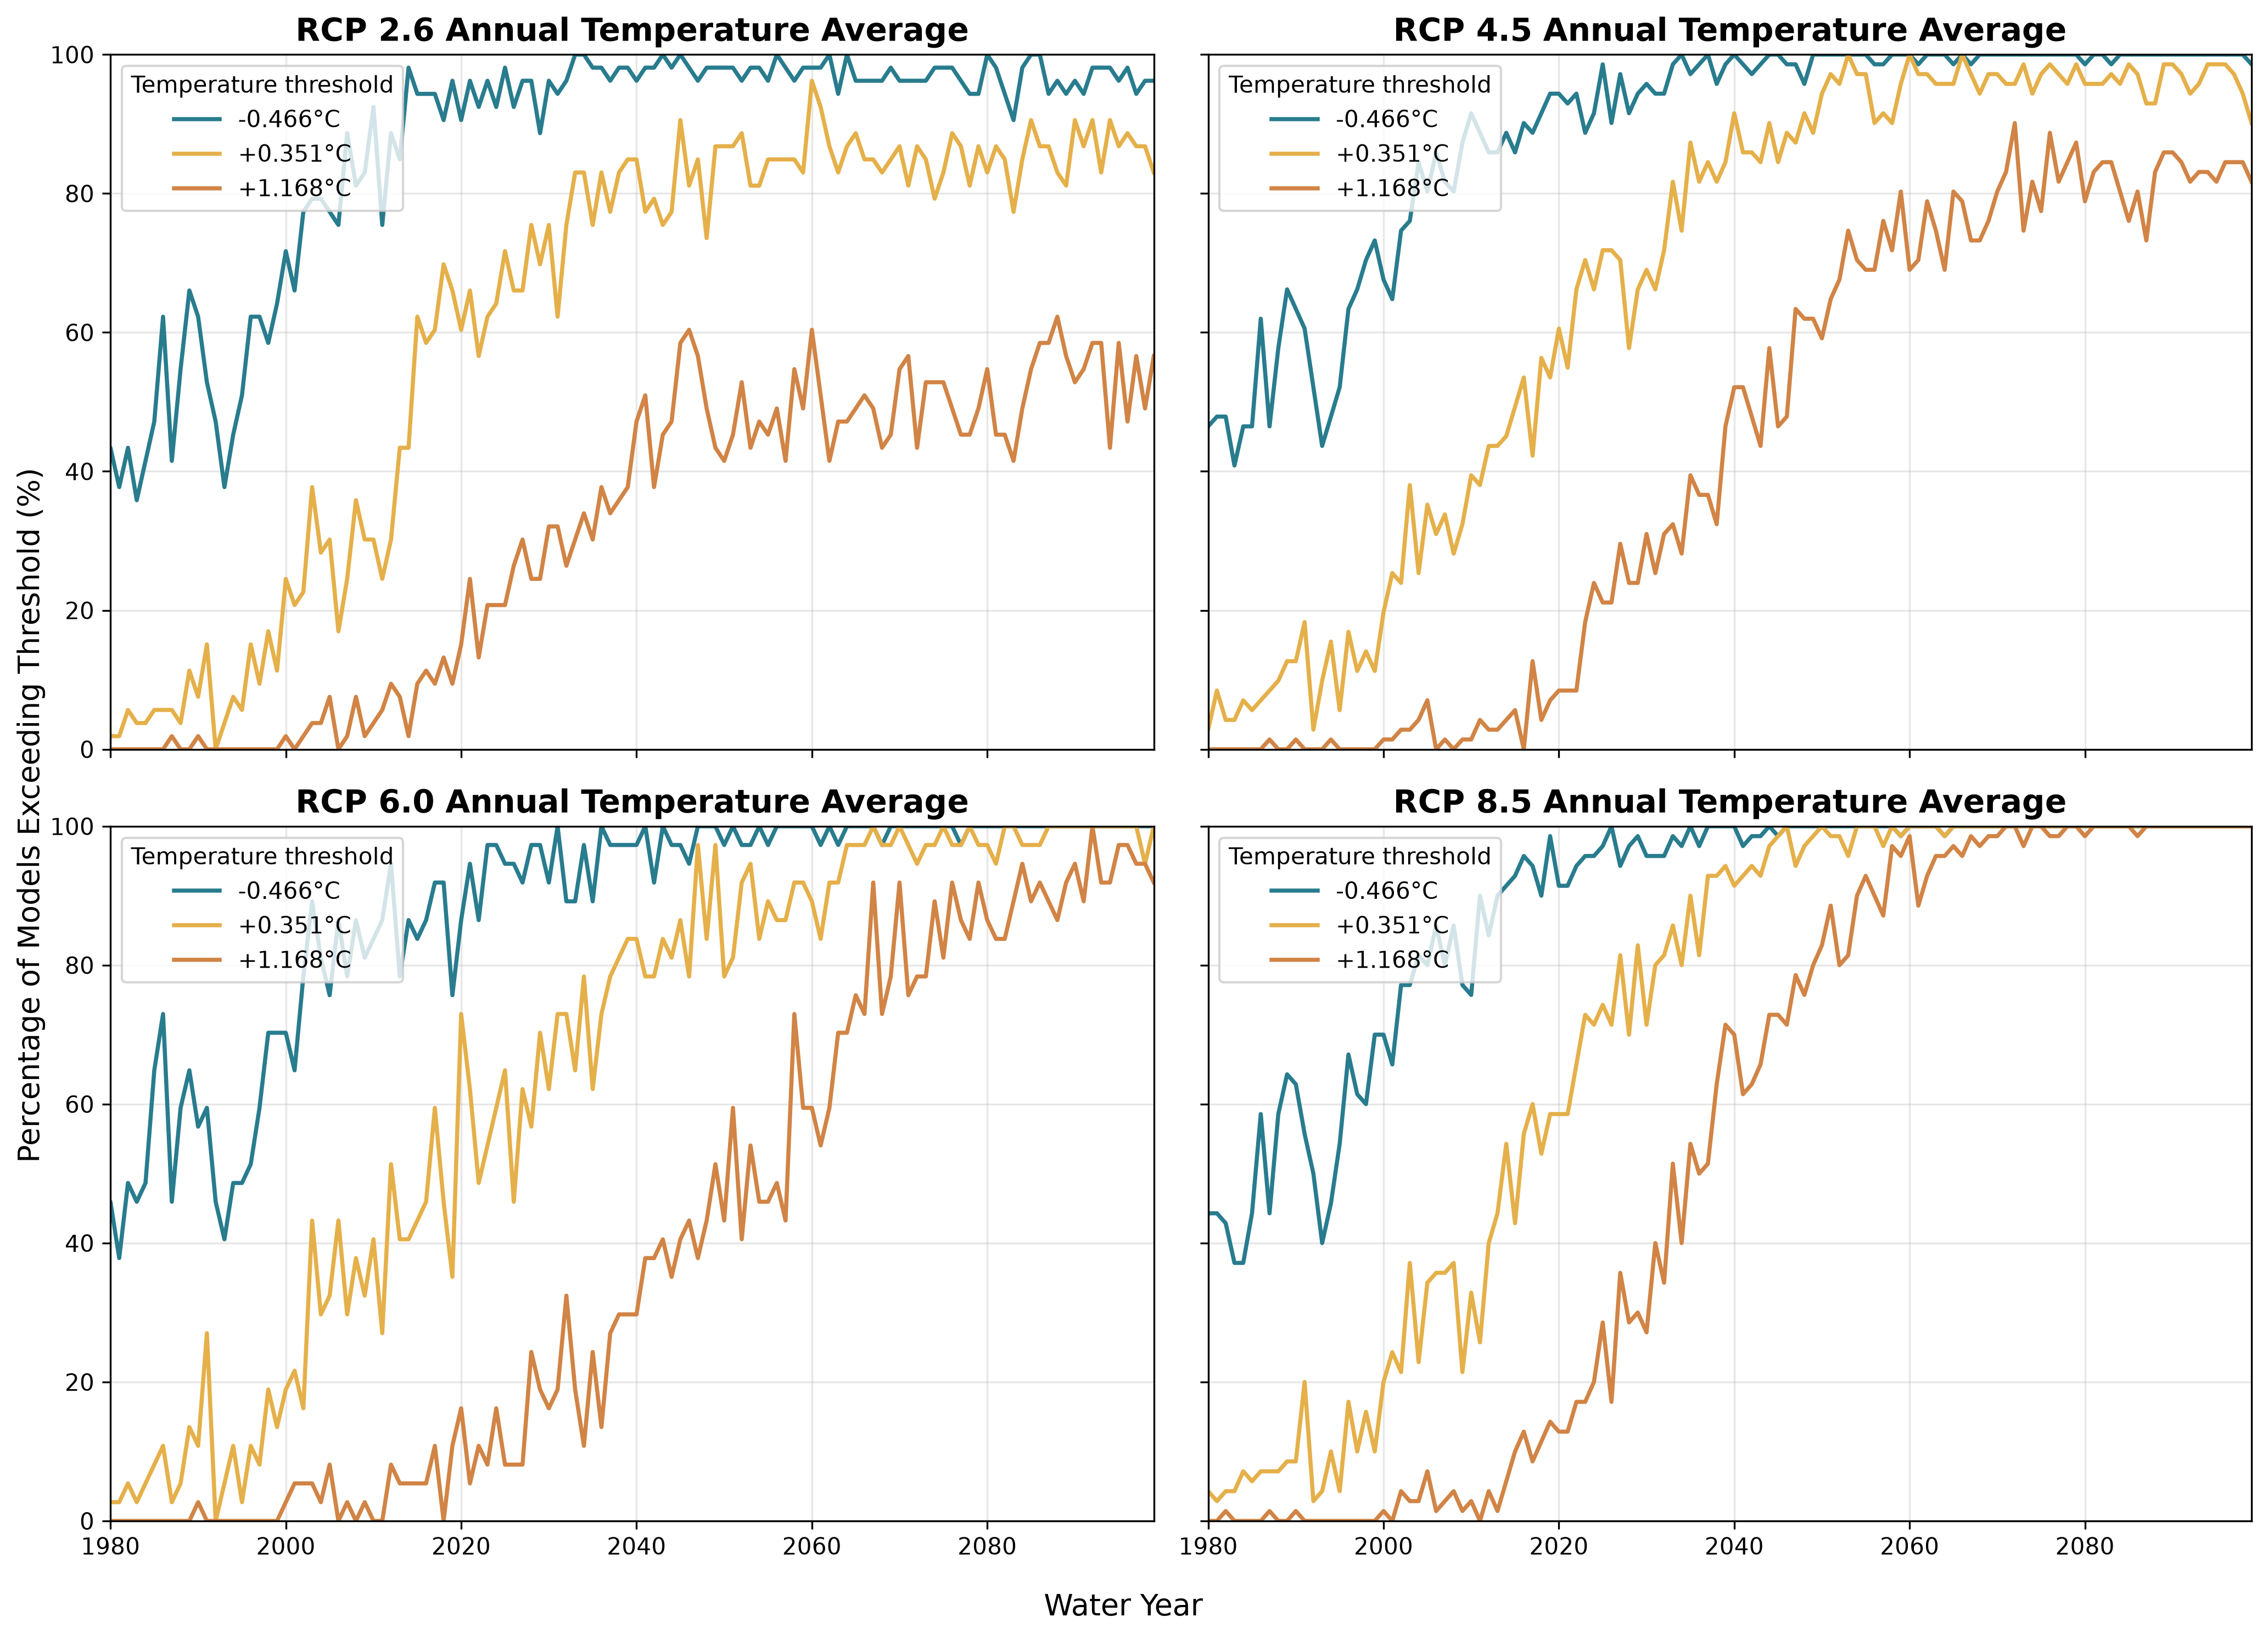 RCP 2.6 Annual Temperature Average
100
80
60
40
20
0
Temperature threshold
-0.466°C
+0.351°C
+1.168°C
RCP 4.5 Annual Temperature Average
Temperature threshold
-0.466°C
+0.351°C
+1.168°C
Percentage of Models Exceeding Threshold (%)
RCP 6.0 Annual Temperature Average
100
80
60
40
20
0
Temperature threshold
-0.466°C
+0.351°C
+1.168°C
1980 2000 2020 2040 2060 2080
RCP 8.5 Annual Temperature Average
Temperature threshold
-0.466°C
+0.351°C
+1.168°C
1980 2000 2020 2040 2060 2080
Water Year